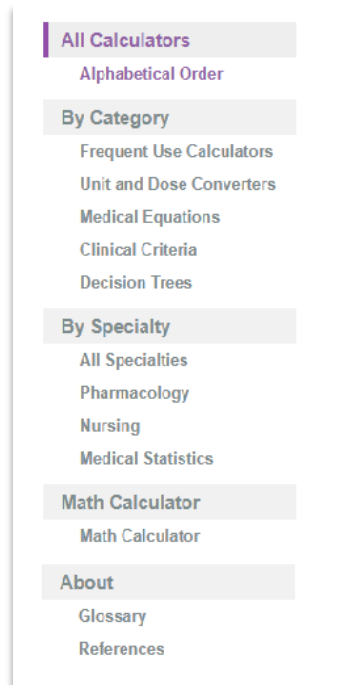 All Calculators
Alphabetical Order
By Category
Frequent Use Calculators
Unit and Dose Converters
Medical Equations
Clinical Criteria
Decision Trees
By Specialty
All Specialties
Pharmacology
Nursing
Medical Statistics
Math Calculator
Math Calculator
About
Glossary
References